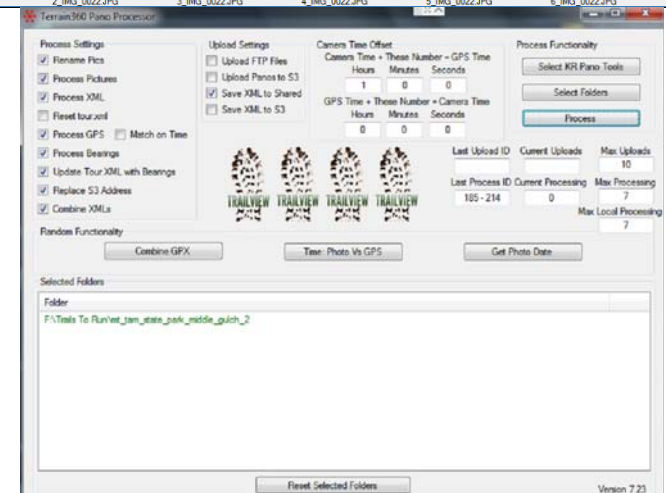 2_IMG_0022.JPG 3_IMG_0022.JPG 4_IMG_0022.JPG 5_IMG_0022.JPG 6_IMG_0022.JPG
Terrain360 Pano Processor
Process Settings
Rename Pics
Process Pictures
Process XML
Reset tour.xml
Process GPS Match on Time
Process Bearings
Update Tour XML with Bearings
Replace S3 Address
Combine XMLs
Upload Settings
Upload FTP Files
Upload Panos to S3
Save XML to Shared
Save XML to S3
Camera Time Offset
Camera Time + These Number = GPS Time
Hours Minutes Seconds
1 0 0
GPS Time + These Number = Camera Time
Hours Minutes Seconds
0 0 0
Process Functionality
Select KR Pano Tools
Select Folders
Process
TRAILVIEW TRAILVIEW TRAILVIEW TRAILVIEW
Last Upload ID Current Uploads Max Uploads
10
Last Process ID Current Processing Max Processing
185 - 214 0 7
Max Local Processing
7
Random Functionality
Combine GPX Time: Photo Vs GPS Get Photo Date
Selected Folders
Folder
F:\Trails To Run\mt_tam_state_park_middle_gulch_2
Reset Selected Folders
Version 7.23